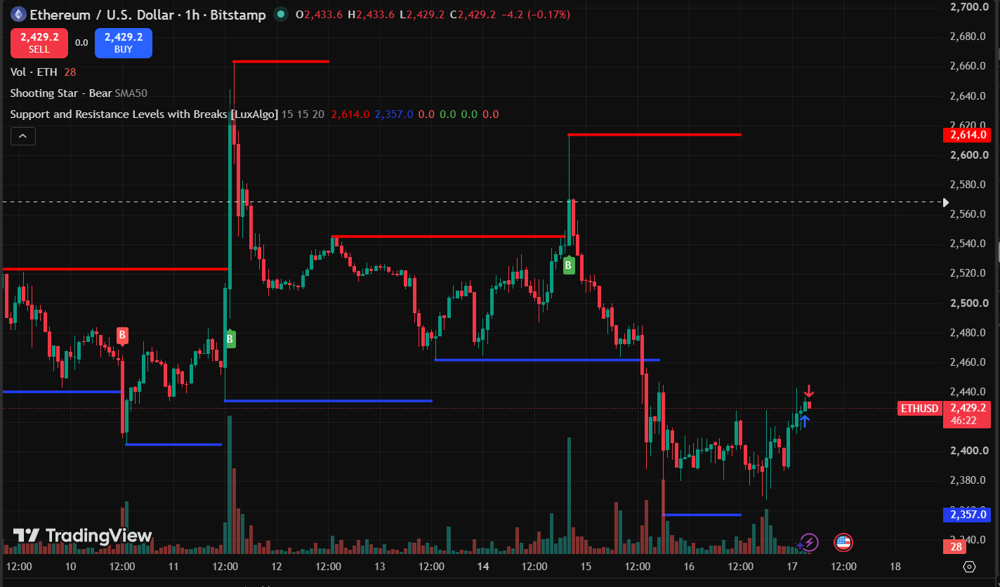 Ethereum / U.S. Dollar · 1h · Bitstamp O2,433.6 H2,433.6 L2,429.2 C2,429.2 −4.2 (−0.17%)
2,429.2 SELL
0.0
2,429.2 BUY
Vol · ETH 28
Shooting Star - Bear SMA50
Support and Resistance Levels with Breaks [LuxAlgo] 15 15 20 2,614.0 2,357.0 0.0 0.0 0.0 0.0
2,700.0
2,680.0
2,660.0
2,640.0
2,620.0
2,614.0
2,600.0
2,580.0
2,560.0
2,540.0
B
2,520.0
2,500.0
B
B
2,480.0
2,460.0
2,440.0
ETHUSD 2,429.2
46:22
2,400.0
2,380.0
2,357.0
TradingView
28
12:00 10 12:00 11 12:00 12 12:00 13 12:00 14 12:00 15 12:00 16 12:00 17 12:00 18